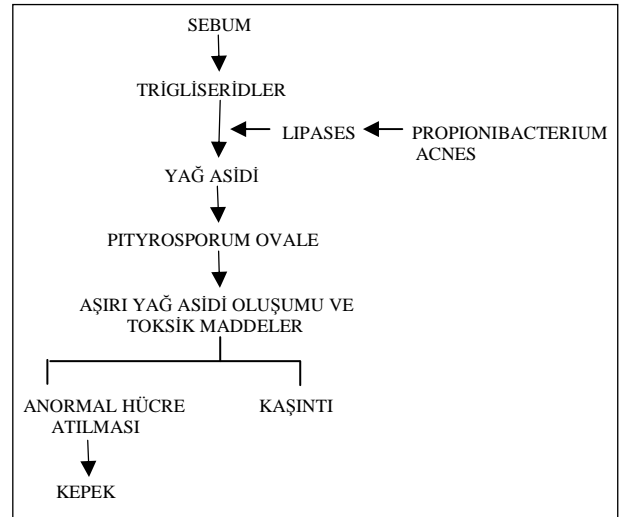 SEBUM
TRİGLİSERİDLER
LIPASES
PROPIONIBACTERIUM
ACNES
YAĞ ASİDİ
PITYROSPORUM OVALE
AŞIRI YAĞ ASİDİ OLUŞUMU VE
TOKSİK MADDELER
ANORMAL HÜCRE
ATILMASI
KAŞINTI
KEPEK